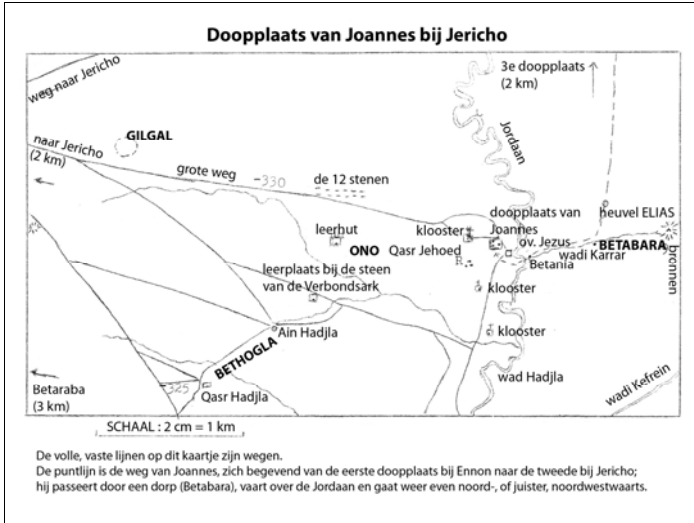 Doopplaats van Joannes bij Jericho
weg naar Jericho
3e doopplaats
(2 km)
Jordaan
GILGAL
naar Jericho
(2 km)
grote weg
-330
de 12 stenen
doopplaats van
Joannes
heuvel ELIAS
leerhut
klooster
ONO
ov. Jezus
BETABARA
Qasr Jehoed
wadi Karrar
Betania
bronnen
leerplaats bij de steen
van de Verbondsark
klooster
Ain Hadjla
klooster
BETHOGLA
wad Hadjla
-325
Betaraba
(3 km)
Qasr Hadjla
wadi Kefrein
SCHAAL : 2 cm = 1 km
De volle, vaste lijnen op dit kaartje zijn wegen.
De puntlijn is de weg van Joannes, zich begevend van de eerste doopplaats bij Ennon naar de tweede bij Jericho;
hij passeert door een dorp (Betabara), vaart over de Jordaan en gaat weer even noord-, of juister, noordwestwaarts.